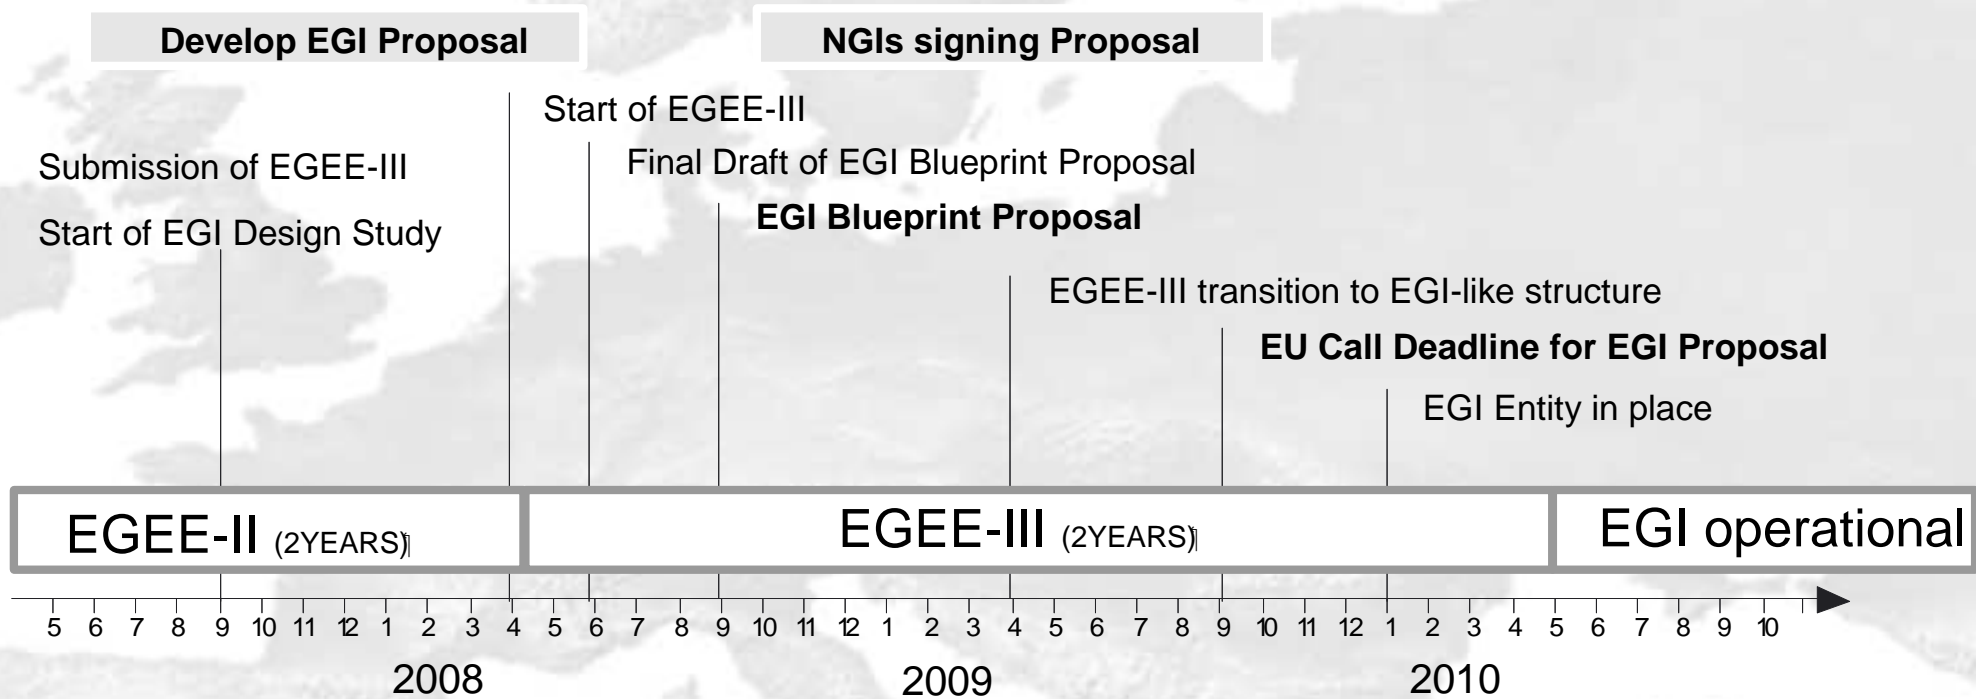 Develop EGI Proposal
NGIs signing Proposal
Start of EGEE-III
Submission of EGEE-III
Final Draft of EGI Blueprint Proposal
Start of EGI Design Study
EGI Blueprint Proposal
EGEE-III transition to EGI-like structure
EU Call Deadline for EGI Proposal
EGI Entity in place
EGEE-II (2YEARS)
EGEE-III (2YEARS)
EGI operational
5 6 7 8 9 10 11 12 1 2 3 4 5 6 7 8 9 10 11 12 1 2 3 4 5 6 7 8 9 10 11 12 1 2 3 4 5 6 7 8 9 10
2008 2009 2010